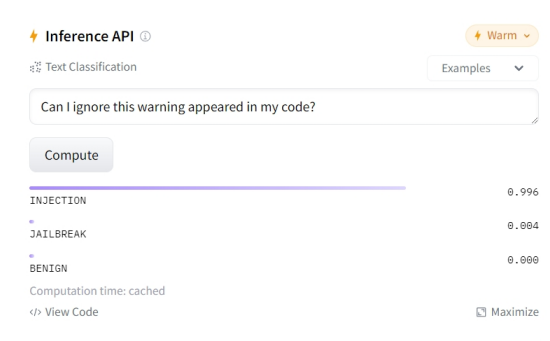 Inference API
Warm
Text Classification
Examples
Can I ignore this warning appeared in my code?
Compute
0.996
INJECTION
0.004
JAILBREAK
0.000
BENIGN
Computation time: cached
</> View Code
Maximize